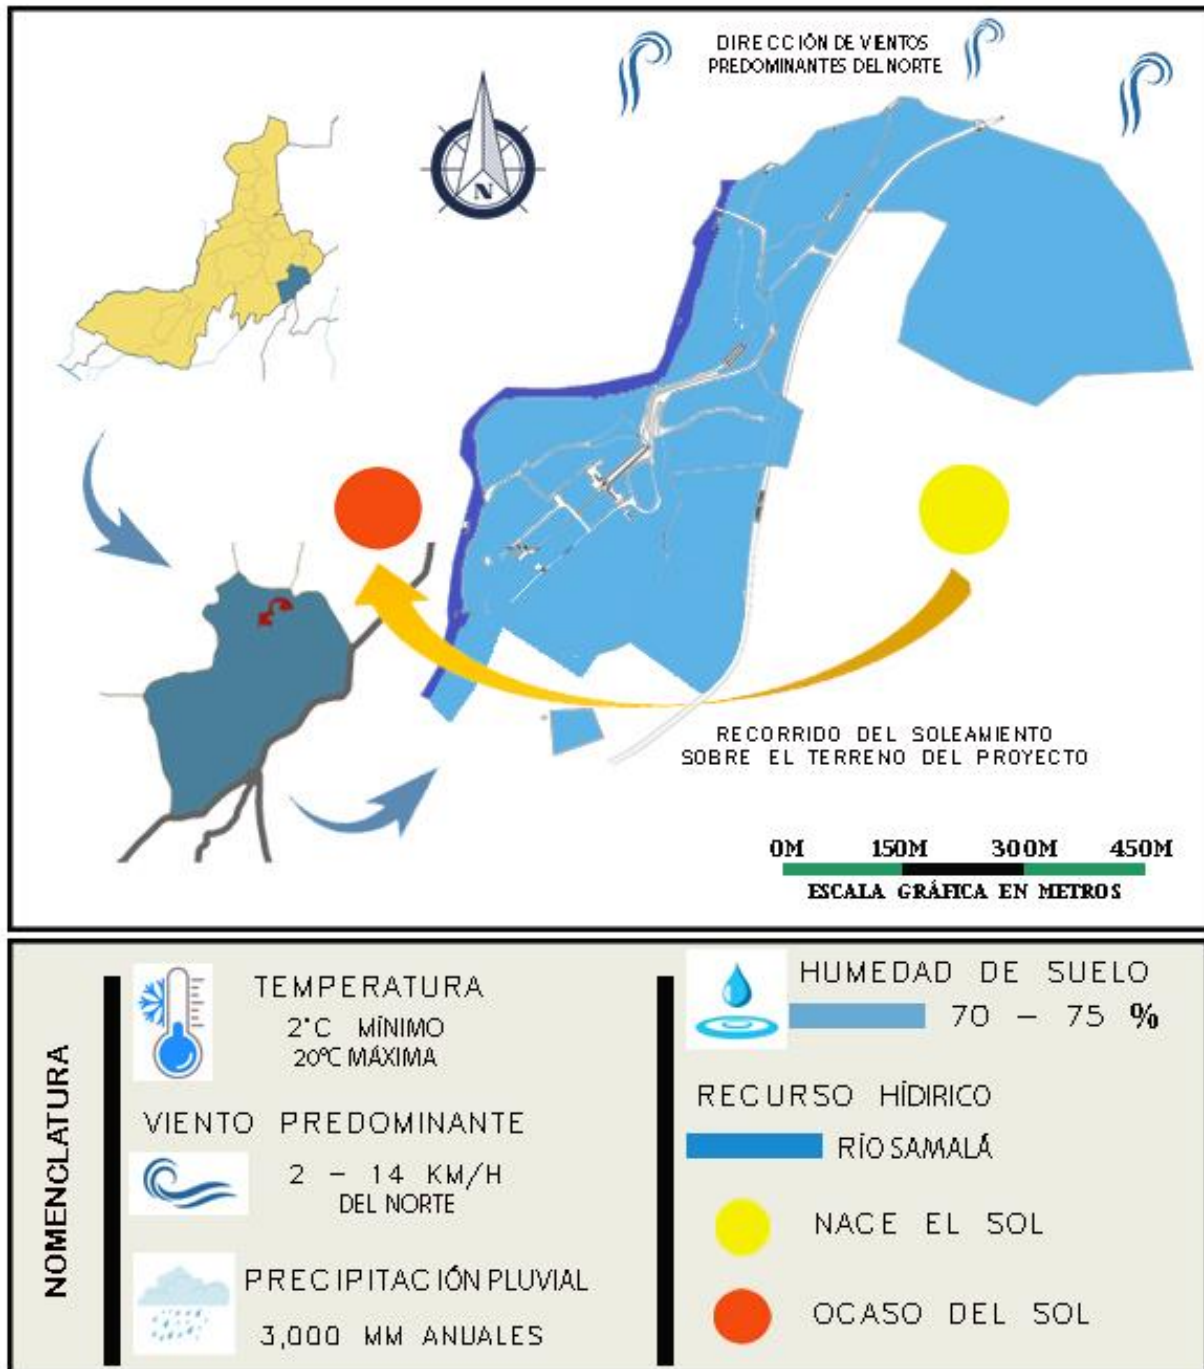 DIRECCIÓN DE VIENTOS
PREDOMINANTES DEL NORTE
N
RECORRIDO DEL SOLEAMIENTO
SOBRE EL TERRENO DEL PROYECTO
0M 150M 300M 450M
ESCALA GRÁFICA EN METROS
NOMENCLATURA
TEMPERATURA
2°C MÍNIMO
20°C MÁXIMA
VIENTO PREDOMINANTE
2 - 14 KM/H
DEL NORTE
PRECIPITACIÓN PLUVIAL
3,000 MM ANUALES
HUMEDAD DE SUELO
70 - 75 %
RECURSO HÍDIRICO
RÍO SAMALÁ
NACE EL SOL
OCASO DEL SOL